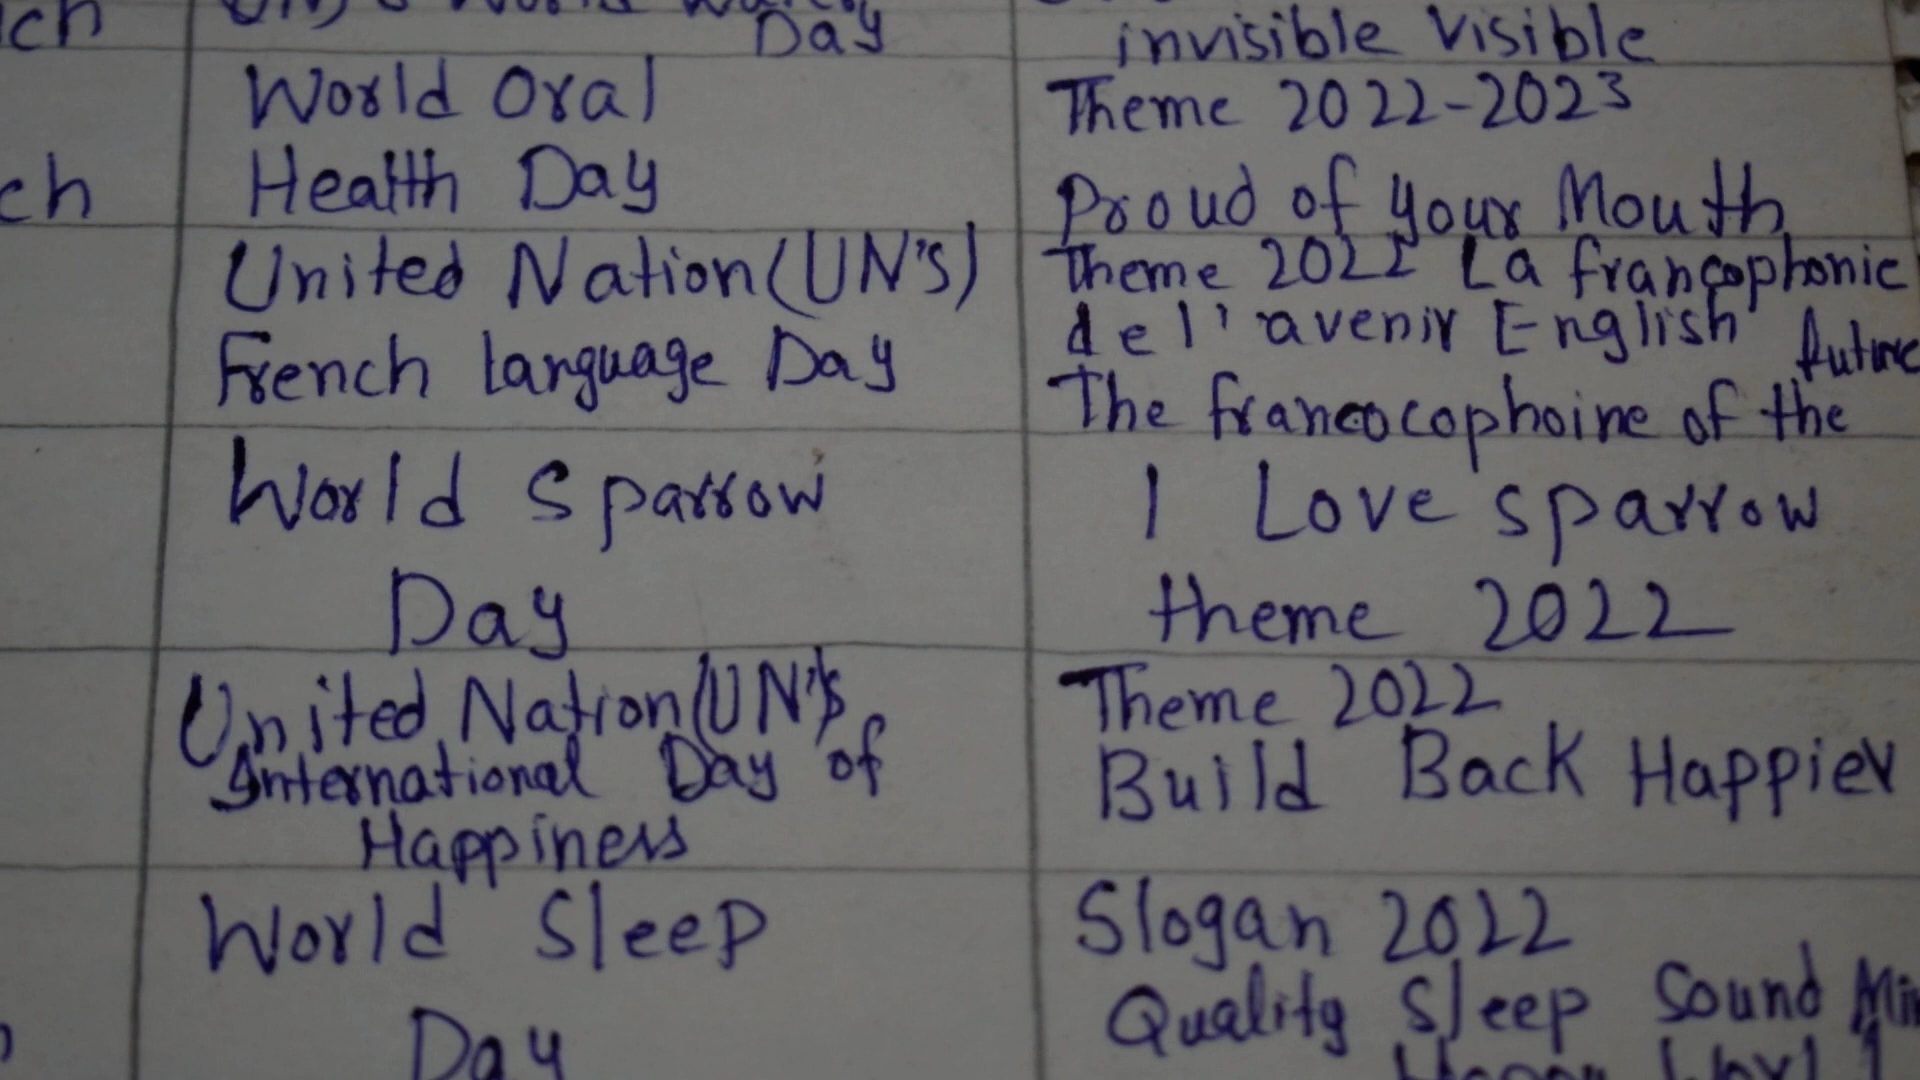 ch
Day
invisible Visible
World Oral
Health Day
Theme 2022-2023
Proud of your Mouth
ch
United Nation (UN's)
French language Day
Theme 2022 La francophonie
de l'avenir English
The francocophoine of the
future
World Sparrow
Day
I Love sparrow
theme 2022
United Nation (UN's
International Day of
Happiness
Theme 2022
Build Back Happier
World Sleep
Day
Slogan 2022
Quality Sleep Sound